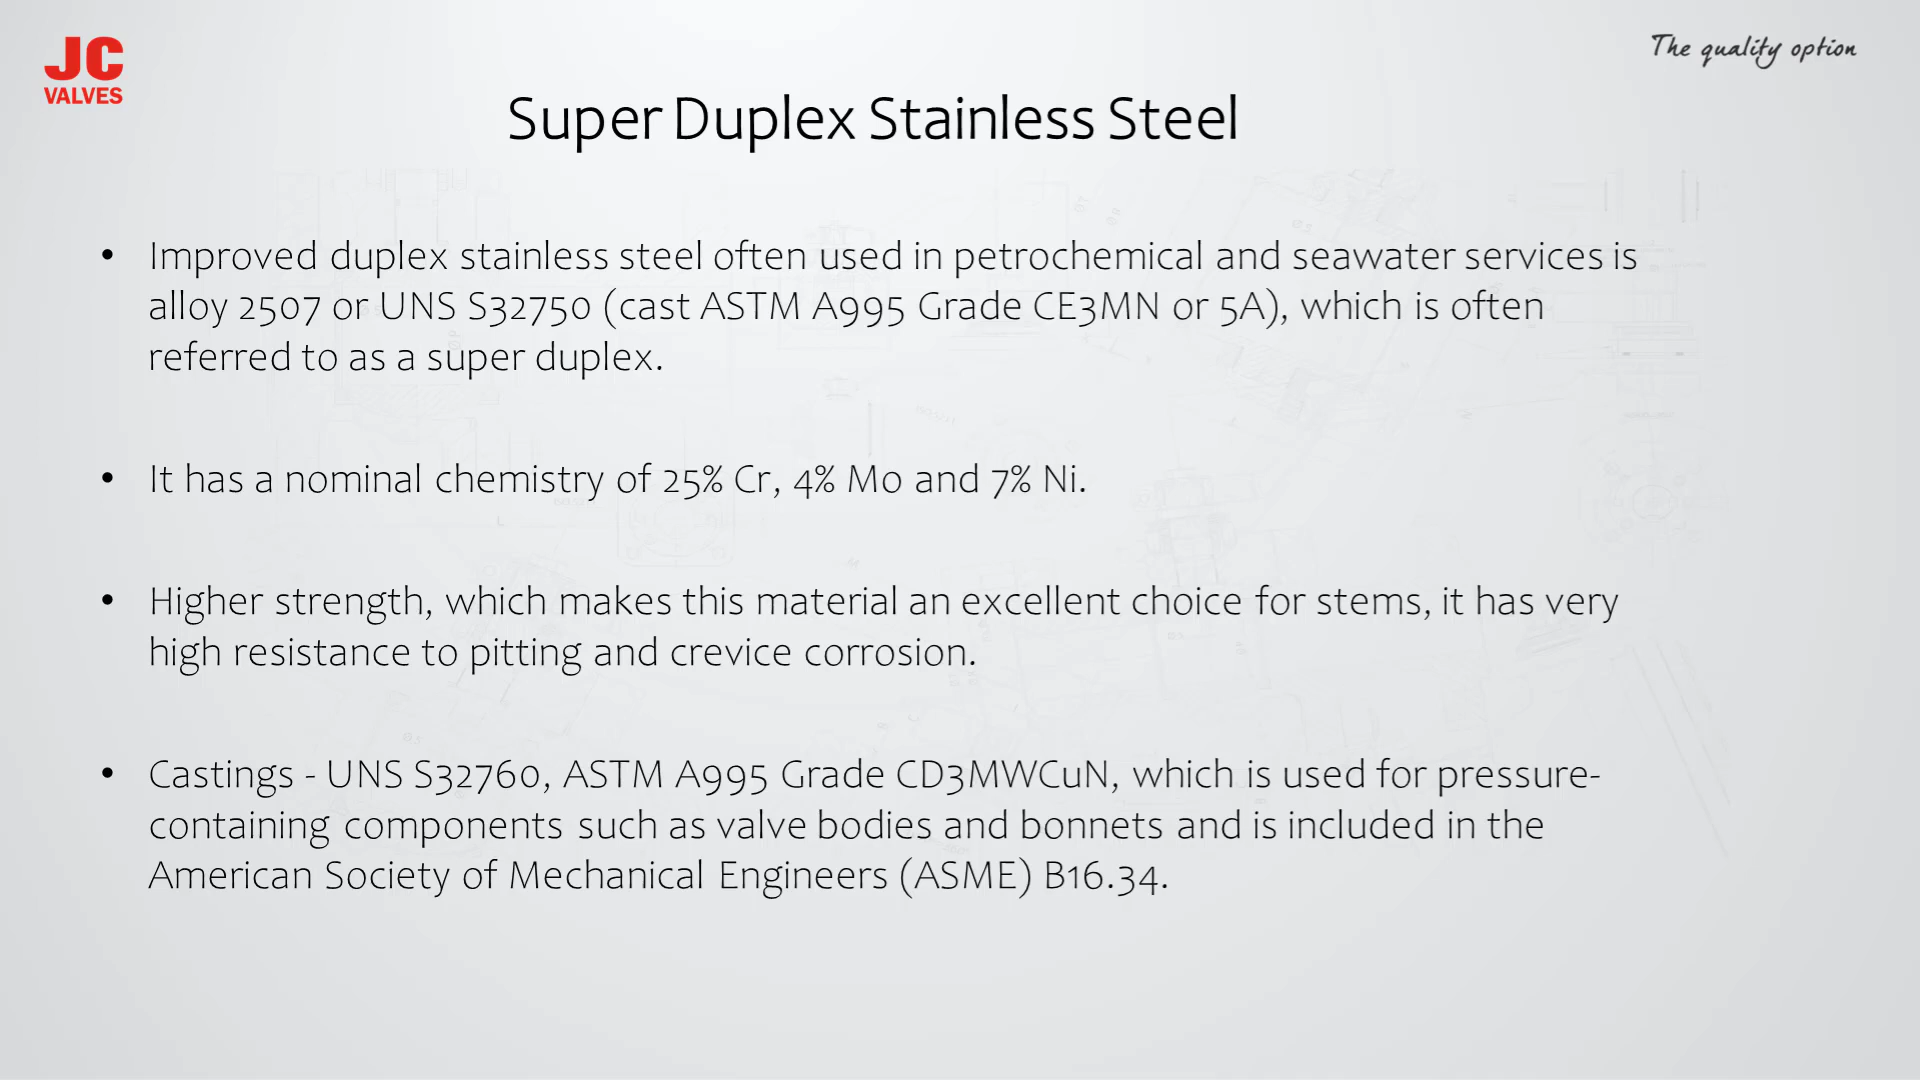 JC
VALVES
The quality option
Super Duplex Stainless Steel
• Improved duplex stainless steel often used in petrochemical and seawater services is
alloy 2507 or UNS S32750 (cast ASTM A995 Grade CE3MN or 5A), which is often
referred to as a super duplex.
• It has a nominal chemistry of 25% Cr, 4% Mo and 7% Ni.
• Higher strength, which makes this material an excellent choice for stems, it has very
high resistance to pitting and crevice corrosion.
• Castings - UNS S32760, ASTM A995 Grade CD3MWCuN, which is used for pressure-
containing components such as valve bodies and bonnets and is included in the
American Society of Mechanical Engineers (ASME) B16.34.